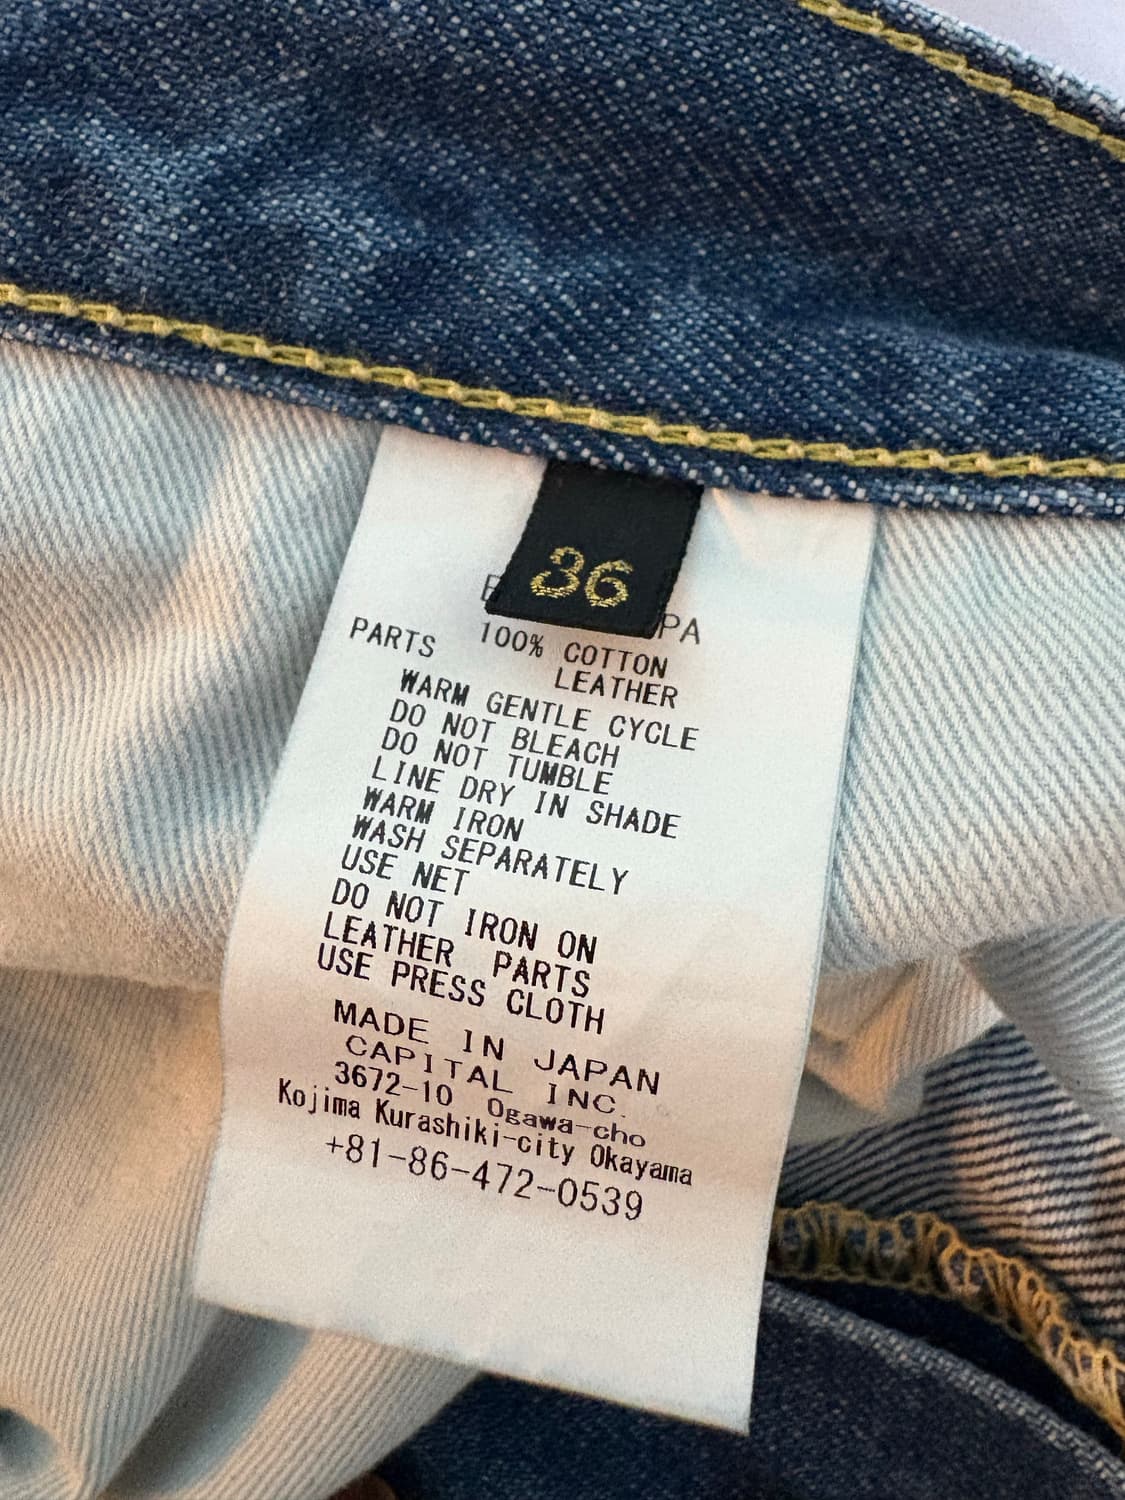 36
PA
100% COTTON
PARTS LEATHER
WARM GENTLE CYCLE
DO NOT BLEACH
DO NOT TUMBLE
LINE DRY IN SHADE
WARM IRON
WASH SEPARATELY
USE NET
DO NOT IRON ON
LEATHER PARTS
USE PRESS CLOTH
MADE IN JAPAN
CAPITAL INC.
3672-10 Ogawa-cho
Kojima Kurashiki-city Okayama
+81-86-472-0539